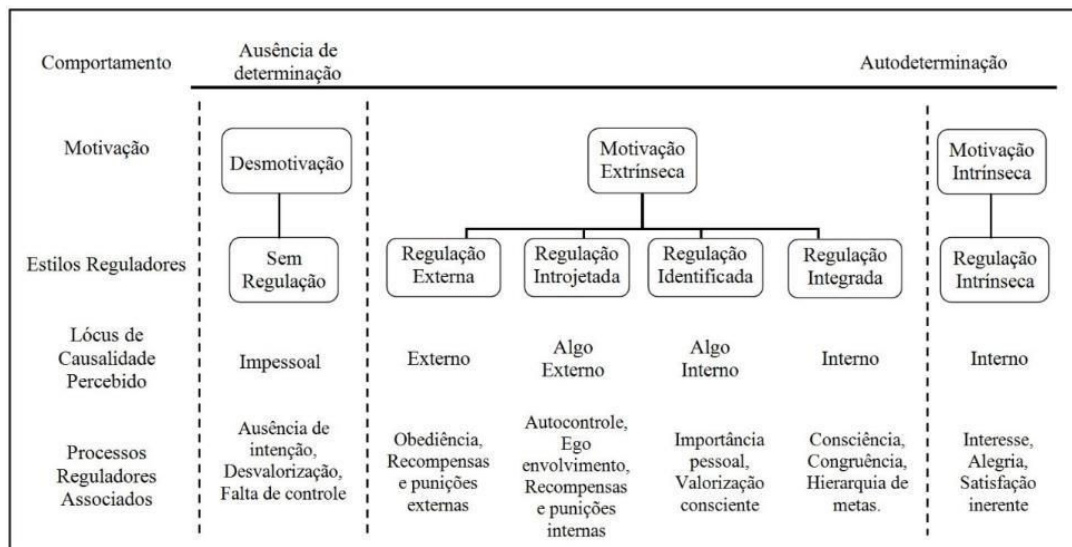 Comportamento
Ausência de
determinação
Autodeterminação
Motivação
Desmotivação
Motivação
Extrínseca
Motivação
Intrínseca
Estilos Reguladores
Sem
Regulação
Regulação
Externa
Regulação
Introjetada
Regulação
Identificada
Regulação
Integrada
Regulação
Intrínseca
Lócus de
Causalidade
Percebido
Impessoal
Externo
Algo
Externo
Algo
Interno
Interno
Interno
Processos
Reguladores
Associados
Ausência de
intenção,
Desvalorização,
Falta de controle
Obediência,
Recompensas
e punições
externas
Autocontrole,
Ego
envolvimento,
Recompensas
e punições
internas
Importância
pessoal,
Valorização
consciente
Consciência,
Congruência,
Hierarquia de
metas.
Interesse,
Alegria,
Satisfação
inerente